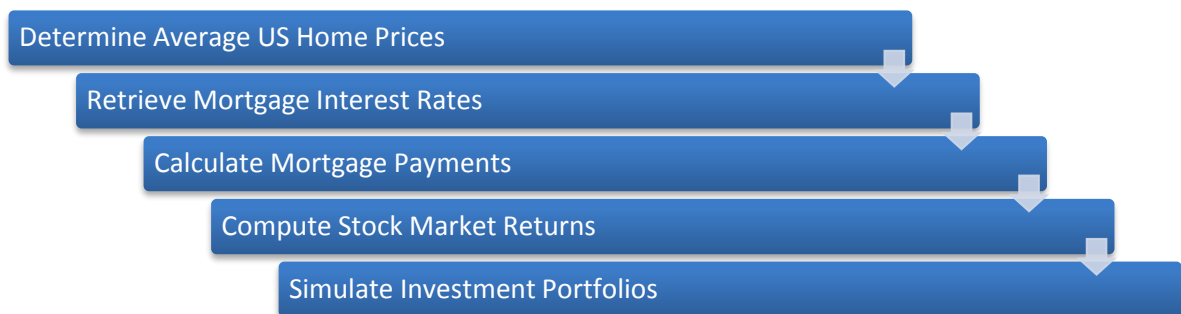 Determine Average US Home Prices
Retrieve Mortgage Interest Rates
Calculate Mortgage Payments
Compute Stock Market Returns
Simulate Investment Portfolios